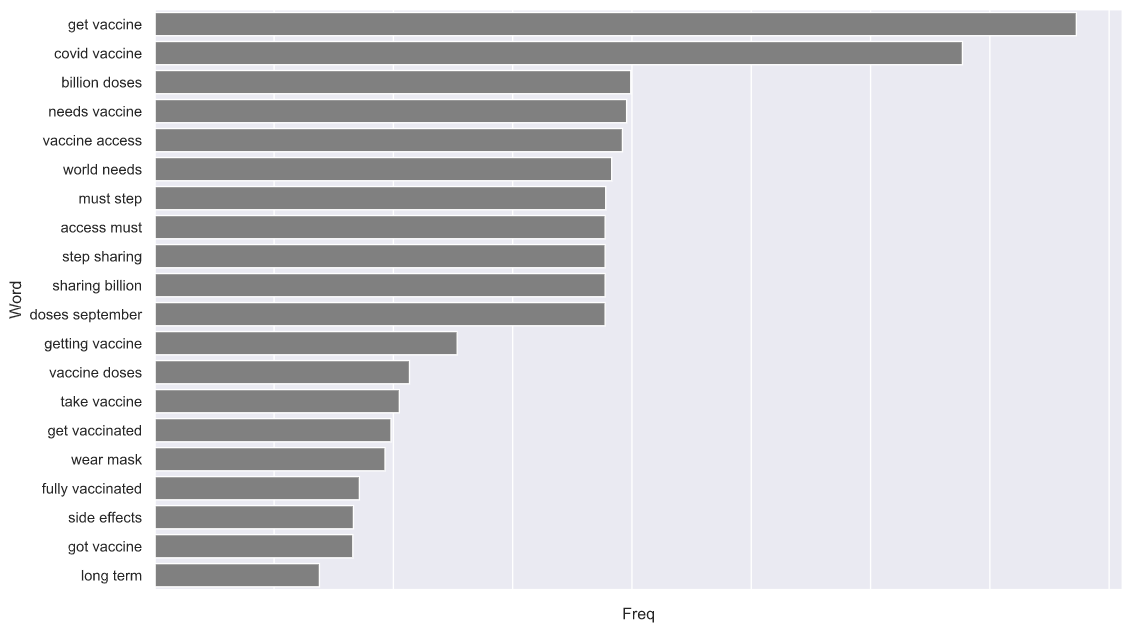 get vaccine
covid vaccine
billion doses
needs vaccine
vaccine access
world needs
must step
access must
step sharing
sharing billion
doses september
getting vaccine
vaccine doses
take vaccine
get vaccinated
wear mask
fully vaccinated
side effects
got vaccine
long term
Word
Freq